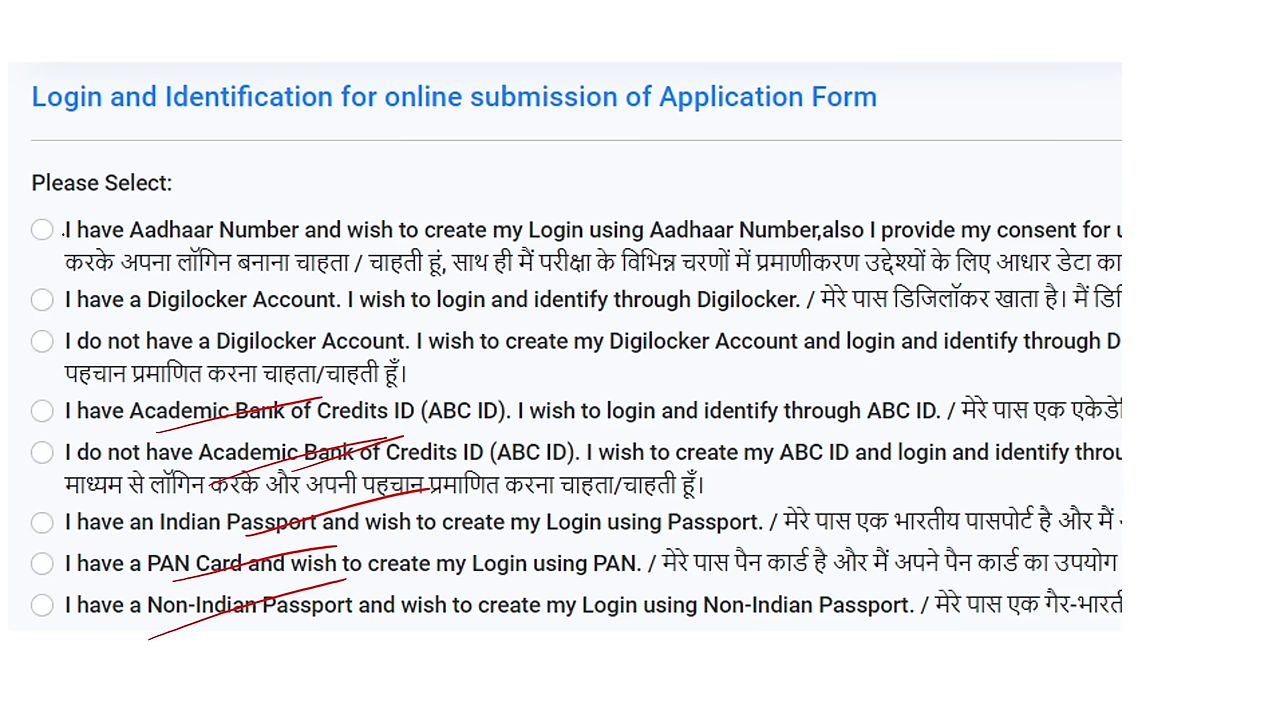 Login and Identification for online submission of Application Form
Please Select:
.I have Aadhaar Number and wish to create my Login using Aadhaar Number,also I provide my consent for
करके अपना लॉगिन बनाना चाहता / चाहती हूं, साथ ही मैं परीक्षा के विभिन्न चरणों में प्रमाणीकरण उद्देश्यों के लिए आधार डेटा का
I have a Digilocker Account. I wish to login and identify through Digilocker. / मेरे पास डिजिलॉकर खाता है। मैं
I do not have a Digilocker Account. I wish to create my Digilocker Account and login and identify through D
पहचान प्रमाणित करना चाहता/चाहती हूँ।
I have Academic Bank of Credits ID (ABC ID). I wish to login and identify through ABC ID. / मेरे पास एक
I do not have Academic Bank of Credits ID (ABC ID). I wish to create my ABC ID and login and identify
माध्यम से लॉगिन करके और अपनी पहचान प्रमाणित करना चाहता/चाहती हूँ।
I have an Indian Passport and wish to create my Login using Passport. / मेरे पास एक भारतीय पासपोर्ट है और मैं
I have a PAN Card and wish to create my Login using PAN. / मेरे पास पैन कार्ड है और मैं अपने पैन कार्ड का उपयोग
I have a Non-Indian Passport and wish to create my Login using Non-Indian Passport. / मेरे पास एक